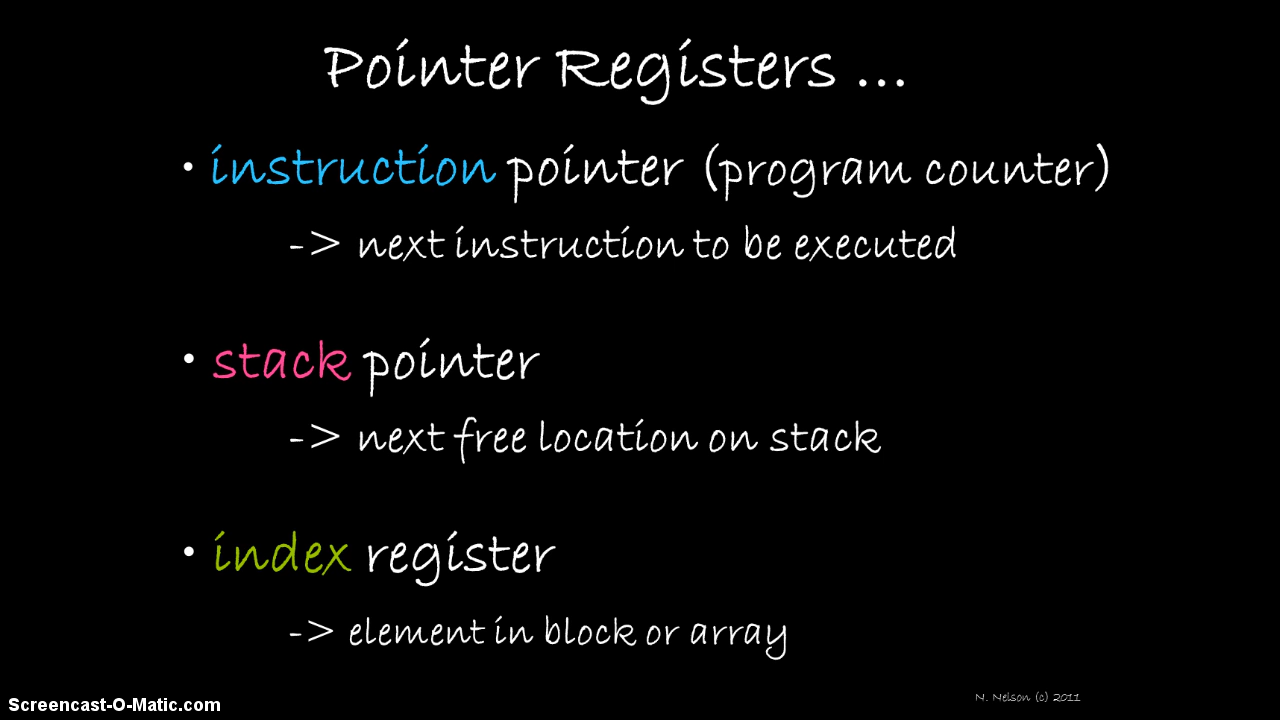 Pointer Registers ...
• instruction pointer (program counter)
-> next instruction to be executed
• stack pointer
-> next free location on stack
• index register
-> element in block or array
N. Nelson (c) 2011
Screencast-O-Matic.com